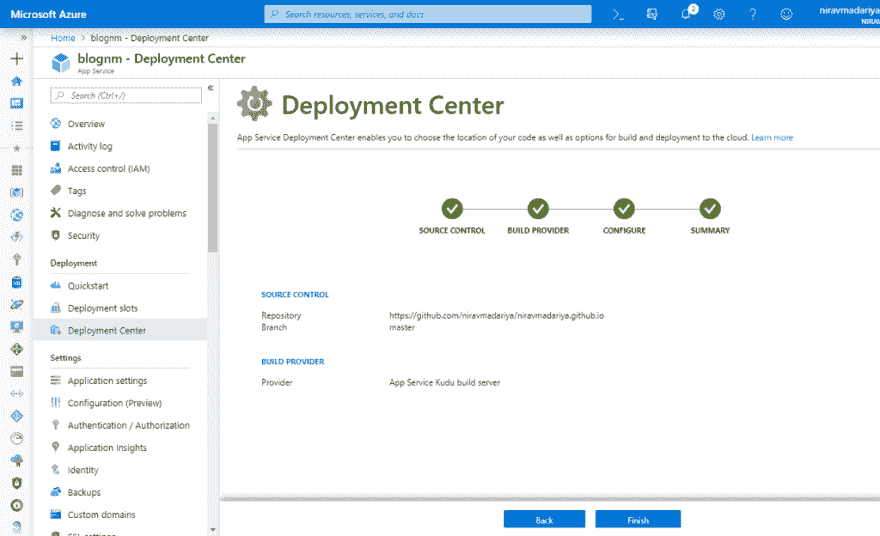 Microsoft Azure
Search resources, services, and docs
2
niravmadariya
NIRAV
Home > blognm - Deployment Center
blognm - Deployment Center
App Service
Search (Ctrl+/)
Overview
Activity log
Access control (IAM)
Tags
Diagnose and solve problems
Security
Deployment
Quickstart
Deployment slots
Deployment Center
Settings
Application settings
Configuration (Preview)
Authentication / Authorization
Application Insights
Identity
Backups
Custom domains
SSL settings
Deployment Center
App Service Deployment Center enables you to choose the location of your code as well as options for build and deployment to the cloud. Learn more
SOURCE CONTROL BUILD PROVIDER CONFIGURE SUMMARY
SOURCE CONTROL
Repository https://github.com/niravmadariya/niravmadariya.github.io
Branch master
BUILD PROVIDER
Provider App Service Kudu build server
Back Finish